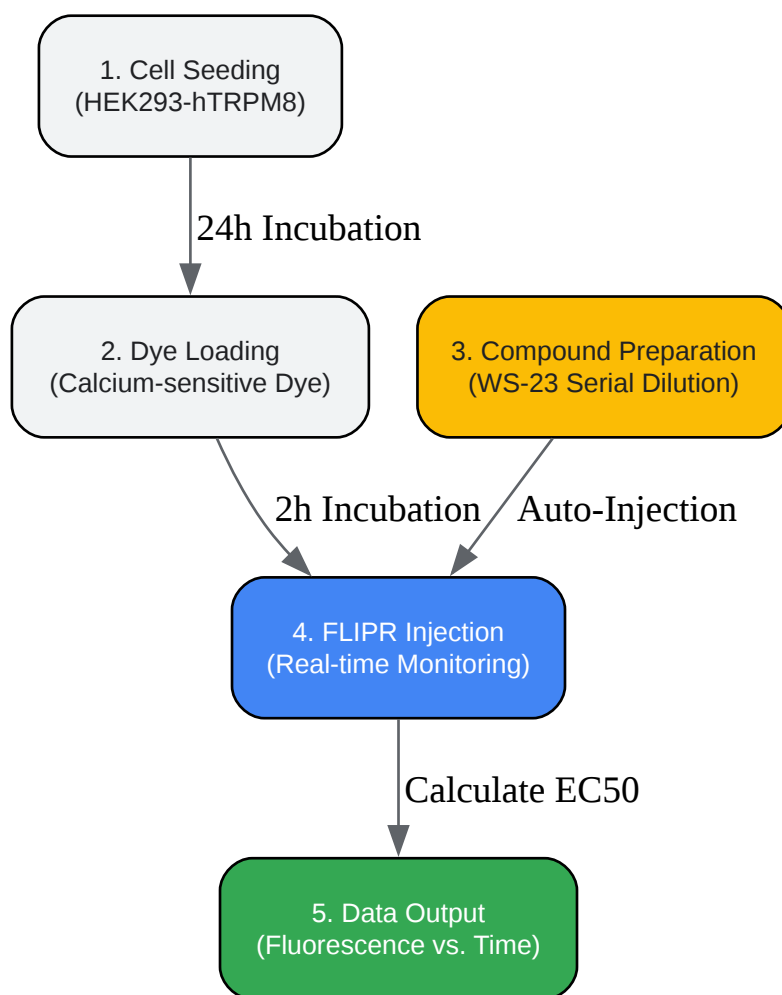 1. Cell Seeding
(HEK293-hTRPM8)
24h Incubation
2. Dye Loading
(Calcium-sensitive Dye)
3. Compound Preparation
(WS-23 Serial Dilution)
2h Incubation
Auto-Injection
4. FLIPR Injection
(Real-time Monitoring)
Calculate EC50
5. Data Output
(Fluorescence vs. Time)